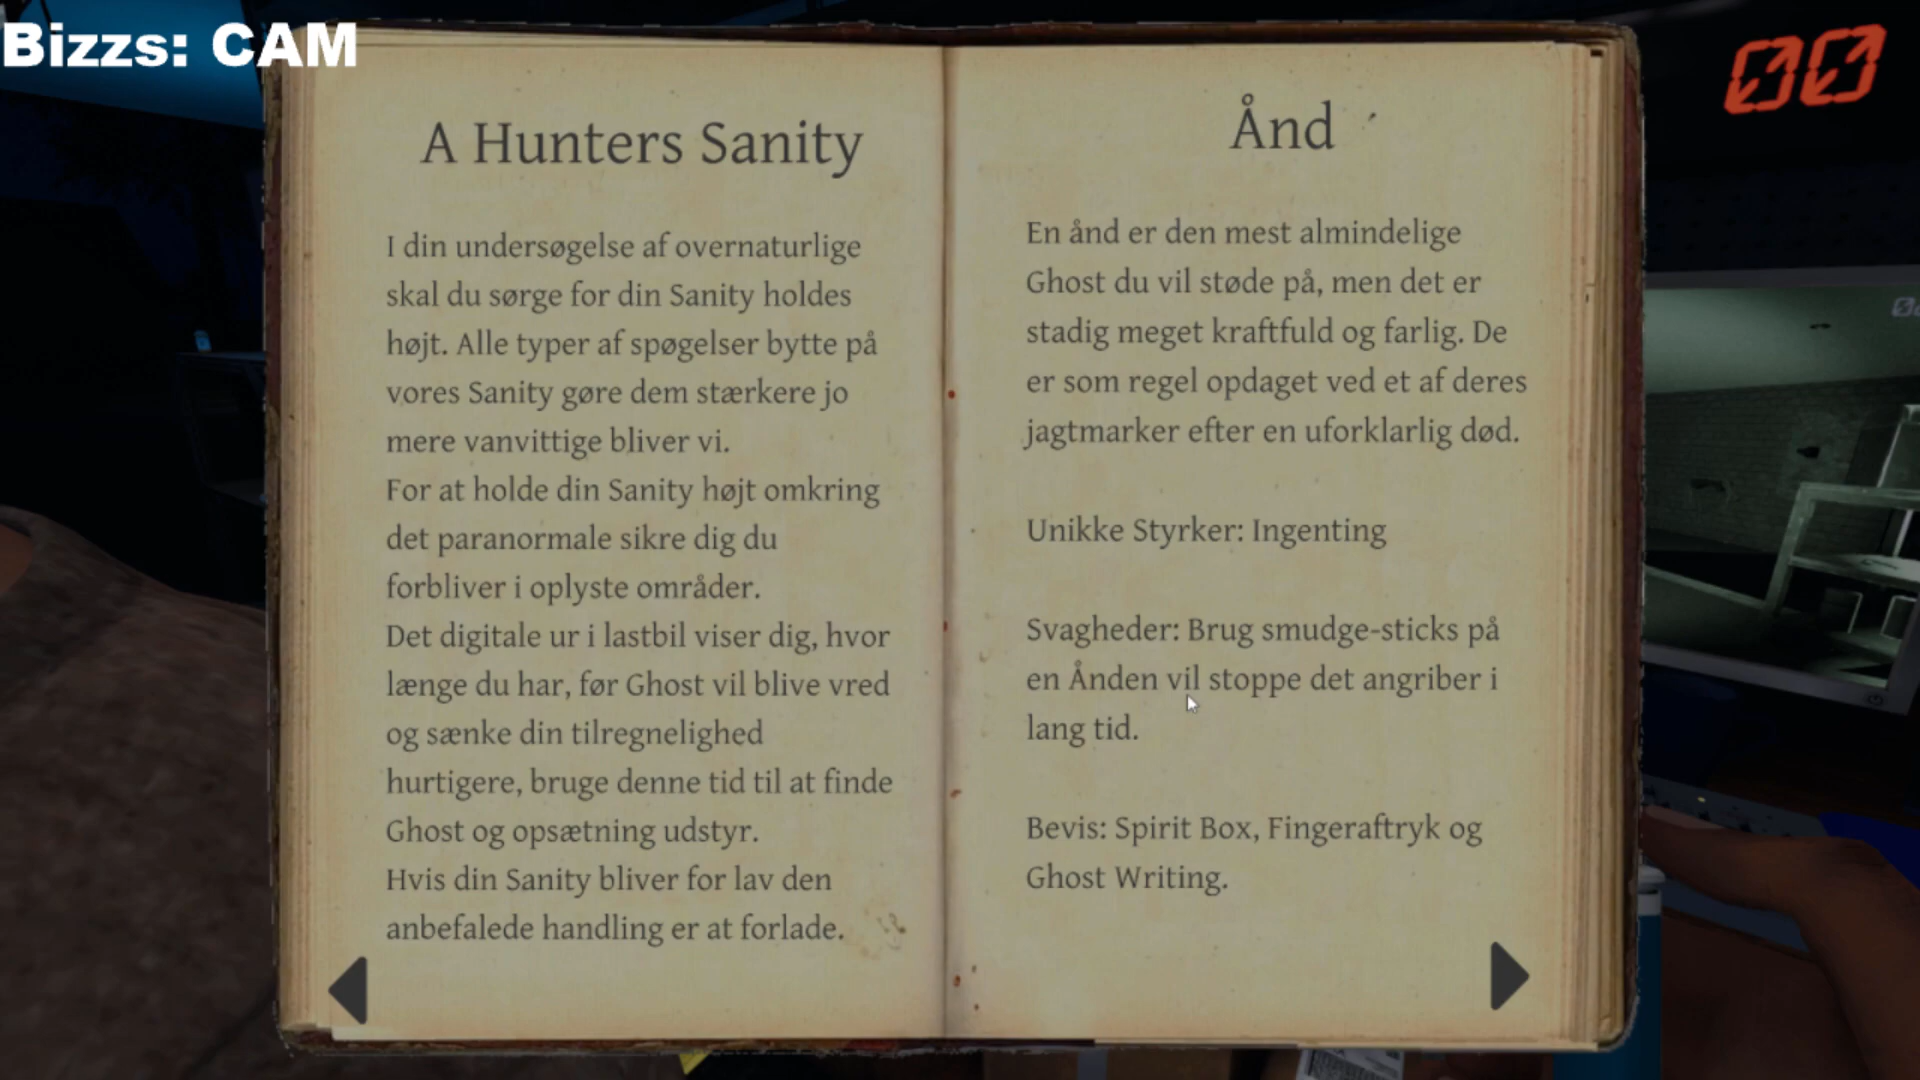 Bizzs: CAM
00
A Hunters Sanity
I din undersøgelse af overnaturlige
skal du sørge for din Sanity holdes
højt. Alle typer af spøgelser bytte på
vores Sanity gøre dem stærkere jo
mere vanvittige bliver vi.
For at holde din Sanity højt omkring
det paranormale sikre dig du
forbliver i oplyste områder.
Det digitale ur i lastbil viser dig, hvor
længe du har, før Ghost vil blive vred
og sænke din tilregnelighed
hurtigere, bruge denne tid til at finde
Ghost og opsætning udstyr.
Hvis din Sanity bliver for lav den
anbefalede handling er at forlade.
Ånd
En ånd er den mest almindelige
Ghost du vil støde på, men det er
stadig meget kraftfuld og farlig. De
er som regel opdaget ved et af deres
jagtmarker efter en uforklarlig død.
Unikke Styrker: Ingenting
Svagheder: Brug smudge-sticks på
en Ånden vil stoppe det angriber i
lang tid.
Bevis: Spirit Box, Fingeraftryk og
Ghost Writing.